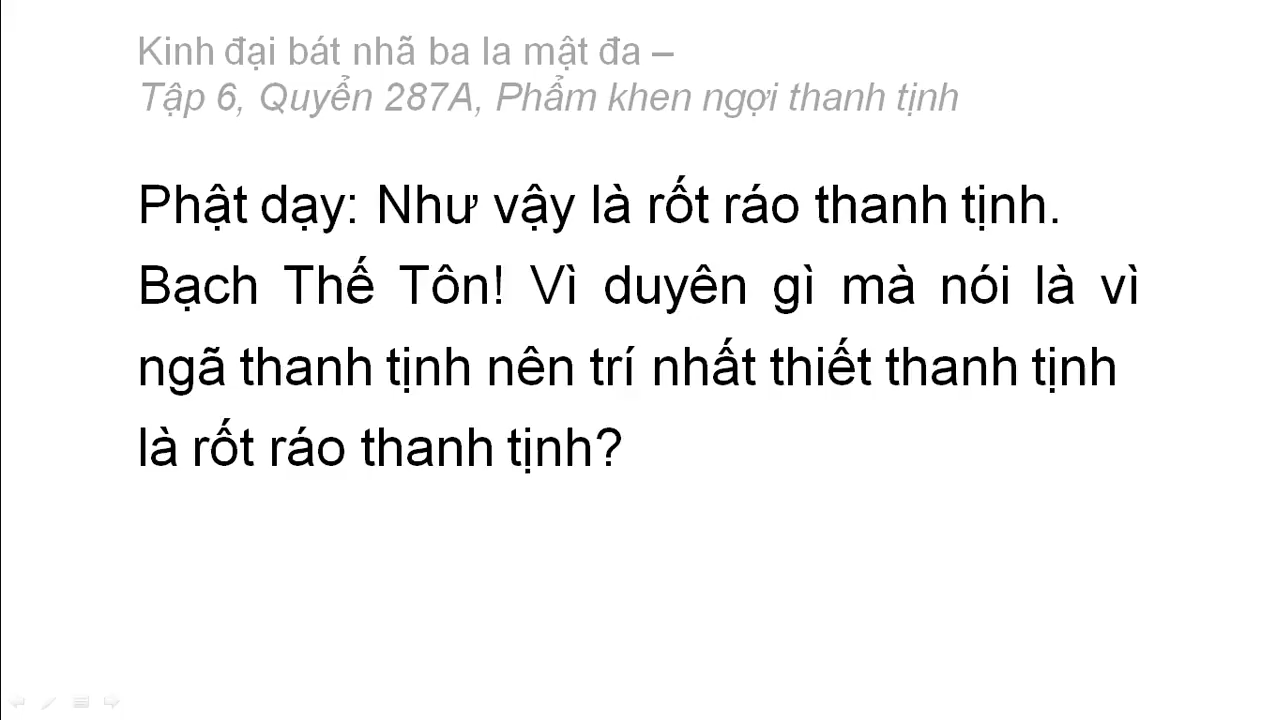 Kinh đại bát nhã ba la mật đa –
Tập 6, Quyển 287A, Phẩm khen ngợi thanh tịnh
Phật dạy: Như vậy là rốt ráo thanh tịnh.
Bạch Thế Tôn! Vì duyên gì mà nói là vì
ngã thanh tịnh nên trí nhất thiết thanh tịnh
là rốt ráo thanh tịnh?